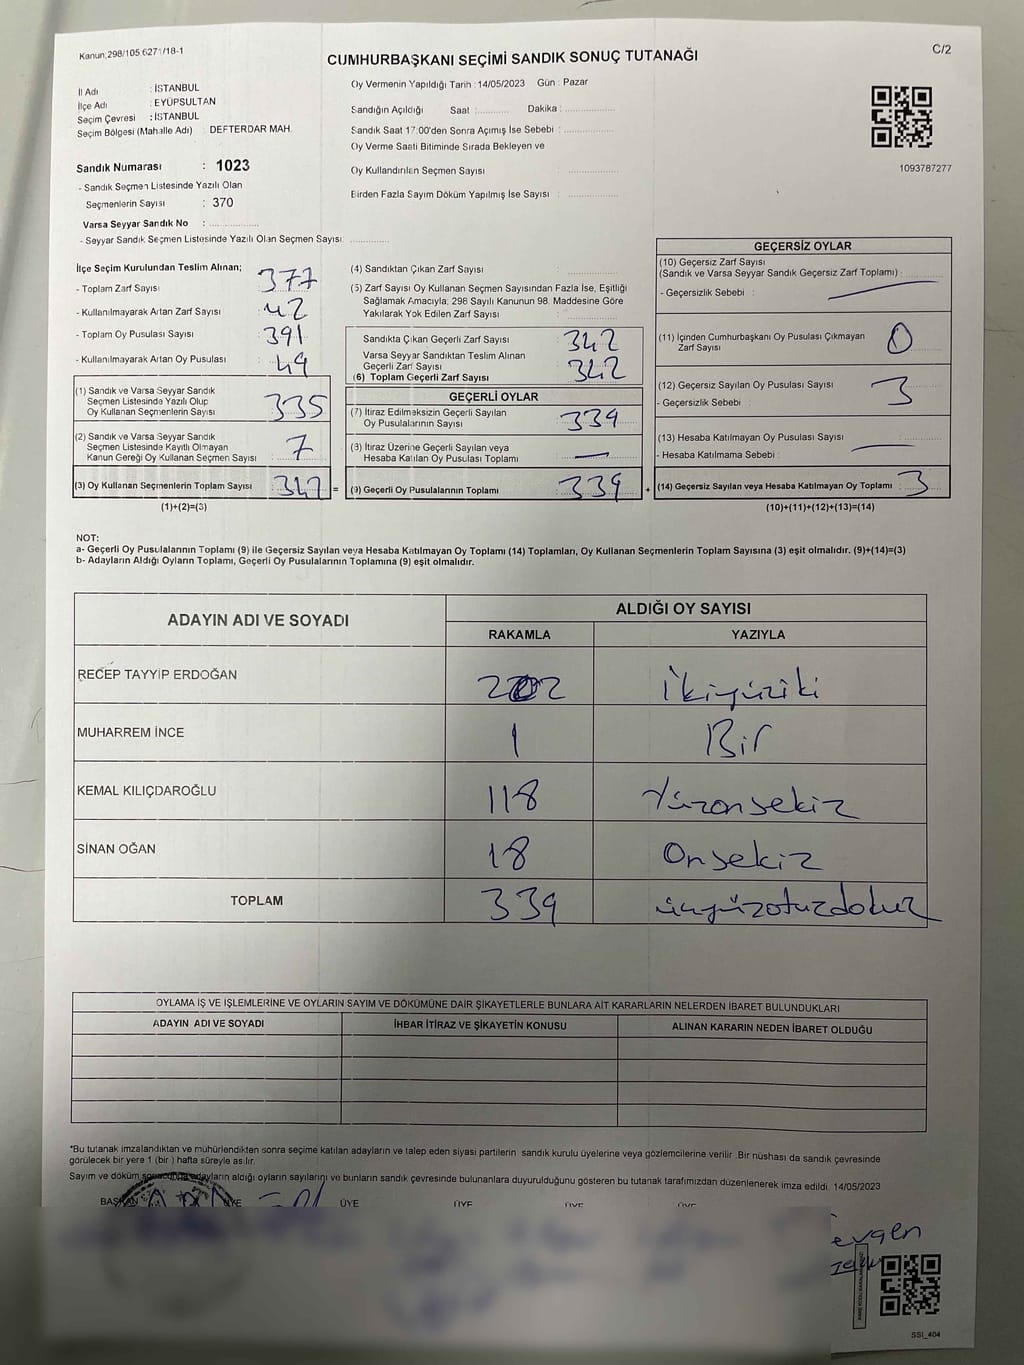 Kanun:298/105 6271/18-1
C/2
CUMHURBAŞKANI SEÇİMİ SANDIK SONUÇ TUTANAĞI
İl Adı : İSTANBUL
İlçe Adı : EYÜPSULTAN
Seçim Çevresi : İSTANBUL
Seçim Bölgesi (Mahalle Adı) : DEFTERDAR MAH.
Sandık Numarası : 1023
- Sandık Seçmen Listesinde Yazılı Olan
Seçmenlerin Sayısı : 370
Varsa Seyyar Sandık No :
- Seyyar Sandık Seçmen Listesinde Yazılı Olan Seçmen Sayısı:
Oy Vermenin Yapıldığı Tarih :14/05/2023 Gün : Pazar
Sandığın Açıldığı Saat : Dakika :
Sandık Saat 17:00'den Sonra Açımış İse Sebebi :
Oy Verme Saati Bitiminde Sırada Bekleyen ve
Oy Kullandırılan Seçmen Sayısı :
Birden Fazla Sayım Döküm Yapılmış İse Sayısı :
1093787277
İlçe Seçim Kurulundan Teslim Alınan;
- Toplam Zarf Sayısı : 377
- Kullanılmayarak Artan Zarf Sayısı : 42
- Toplam Oy Pusulası Sayısı : 391
- Kullanılmayarak Artan Oy Pusulası : 49
(1) Sandık ve Varsa Seyyar Sandık
Seçmen Listesinde Yazılı Olup
Oy Kullanan Seçmenlerin Sayısı : 335
(2) Sandık ve Varsa Seyyar Sandık
Seçmen Listesinde Kayıtlı Olmayan
Kanun Gereği Oy Kullanan Seçmen Sayısı : 7
(3) Oy Kullanan Seçmenlerin Toplam Sayısı : 342 =
(1)+(2)=(3)
(4) Sandıktan Çıkan Zarf Sayısı :
(5) Zarf Sayısı Oy Kullanan Seçmen Sayısından Fazla İse, Eşitliği
Sağlamak Amacıyla, 298 Sayılı Kanunun 98. Maddesine Göre
Yakılarak Yok Edilen Zarf Sayısı :
Sandıkta Çıkan Geçerli Zarf Sayısı : 342
Varsa Seyyar Sandıktan Teslim Alınan
Geçerli Zarf Sayısı :
(6) Toplam Geçerli Zarf Sayısı : 342
GEÇERLİ OYLAR
(7) İtiraz Edilmeksizin Geçerli Sayılan
Oy Pusulalarının Sayısı : 339
(8) İtiraz Üzerine Geçerli Sayılan veya
Hesaba Katılan Oy Pusulası Toplamı : —
(9) Geçerli Oy Pusulalarının Toplamı : 339 +
GEÇERSİZ OYLAR
(10) Geçersiz Zarf Sayısı
(Sandık ve Varsa Seyyar Sandık Geçersiz Zarf Toplamı) :
- Geçersizlik Sebebi : —
(11) İçinden Cumhurbaşkanı Oy Pusulası Çıkmayan
Zarf Sayısı : 0
(12) Geçersiz Sayılan Oy Pusulası Sayısı : 3
- Geçersizlik Sebebi :
(13) Hesaba Katılmayan Oy Pusulası Sayısı : —
- Hesaba Katılmama Sebebi :
(14) Geçersiz Sayılan veya Hesaba Katılmayan Oy Toplamı : 3
(10)+(11)+(12)+(13)=(14)
NOT:
a- Geçerli Oy Pusulalarının Toplamı (9) ile Geçersiz Sayılan veya Hesaba Katılmayan Oy Toplamı (14) Toplamları, Oy Kullanan Seçmenlerin Toplam Sayısına (3) eşit olmalıdır. (9)+(14)=(3)
b- Adayların Aldığı Oyların Toplamı, Geçerli Oy Pusulalarının Toplamına (9) eşit olmalıdır.
ADAYIN ADI VE SOYADI ALDIĞI OY SAYISI
RAKAMLA YAZIYLA
RECEP TAYYİP ERDOĞAN 202 İkiyüziki
MUHARREM İNCE 1 Bir
KEMAL KILIÇDAROĞLU 118 Yüzonsekiz
SİNAN OĞAN 18 Onsekiz
TOPLAM 339 üçyüzotuzdokuz
OYLAMA İŞ VE İŞLEMLERİNE VE OYLARIN SAYIM VE DÖKÜMÜNE DAİR ŞİKAYETLERLE BUNLARA AİT KARARLARIN NELERDEN İBARET BULUNDUKLARI
ADAYIN ADI VE SOYADI İHBAR İTİRAZ VE ŞİKAYETİN KONUSU ALINAN KARARIN NEDEN İBARET OLDUĞU
*Bu tutanak imzalandıktan ve mühürlendikten sonra seçime katılan adayların ve talep eden siyasi partilerin sandık kurulu üyelerine veya gözlemcilerine verilir. Bir nüshası da sandık çevresinde
görülecek bir yere 1 (bir) hafta süreyle asılır.
Sayım ve döküm sonucunda adayların aldığı oyların sayılarını ve bunların sandık çevresinde bulunanlara duyurulduğunu gösteren bu tutanak tarafımızdan düzenlenerek imza edildi. 14/05/2023
BAŞKAN ÜYE ÜYE ÜYE ÜYE ÜYE
SSİ_404